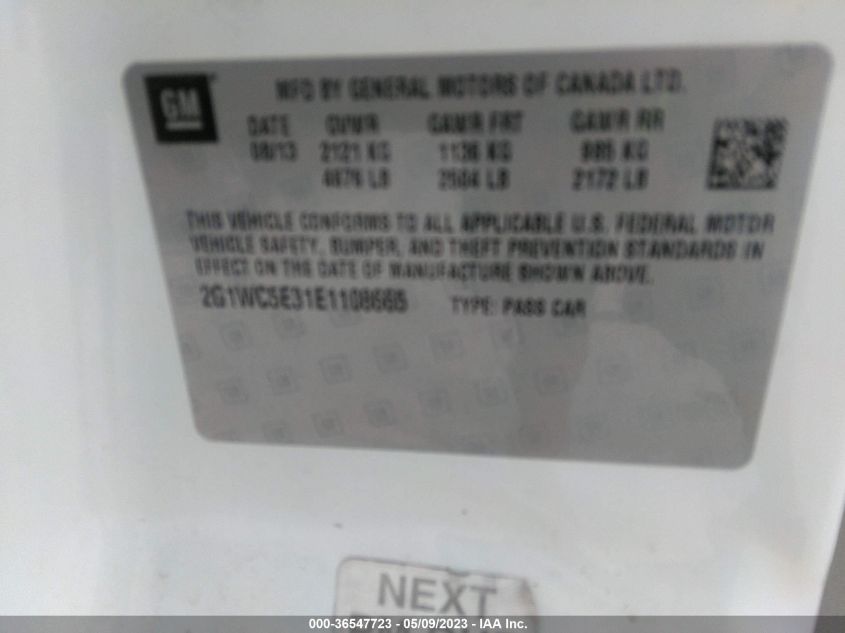 GM
MFD BY GENERAL MOTORS OF CANADA LTD.
DATE GVWR GAWR FRT GAWR RR
08/13 2121 KG 1136 KG 985 KG
4676 LB 2504 LB 2172 LB
THIS VEHICLE CONFORMS TO ALL APPLICABLE U.S. FEDERAL MOTOR
VEHICLE SAFETY, BUMPER, AND THEFT PREVENTION STANDARDS IN
EFFECT ON THE DATE OF MANUFACTURE SHOWN ABOVE.
TYPE: PASS CAR
NEXT
000-36547723 - 05/09/2023 - IAA Inc.